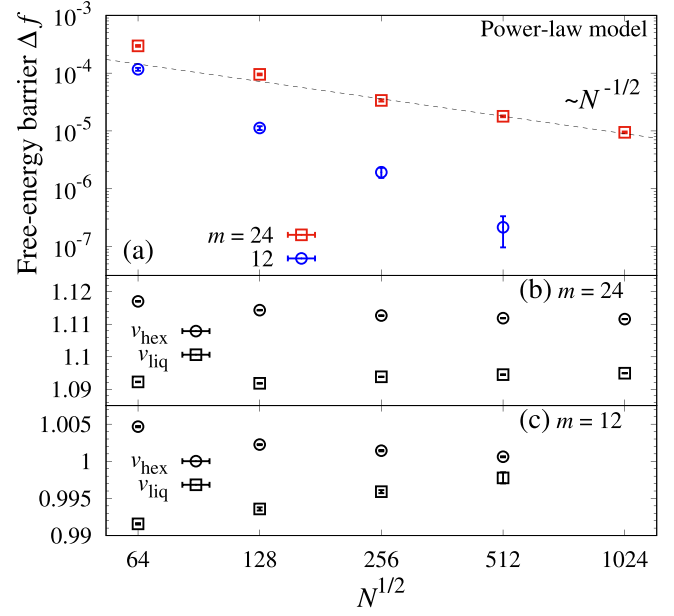 Free-energy barrier Δf
10⁻³
10⁻⁴
10⁻⁵
10⁻⁶
10⁻⁷
Power-law model
~N⁻¹/²
m = 24
12
(a)
1.12
1.11
1.1
1.09
(b) m = 24
v_hex
v_liq
1.005
1
0.995
0.99
(c) m = 12
v_hex
v_liq
64 128 256 512 1024
N¹/²